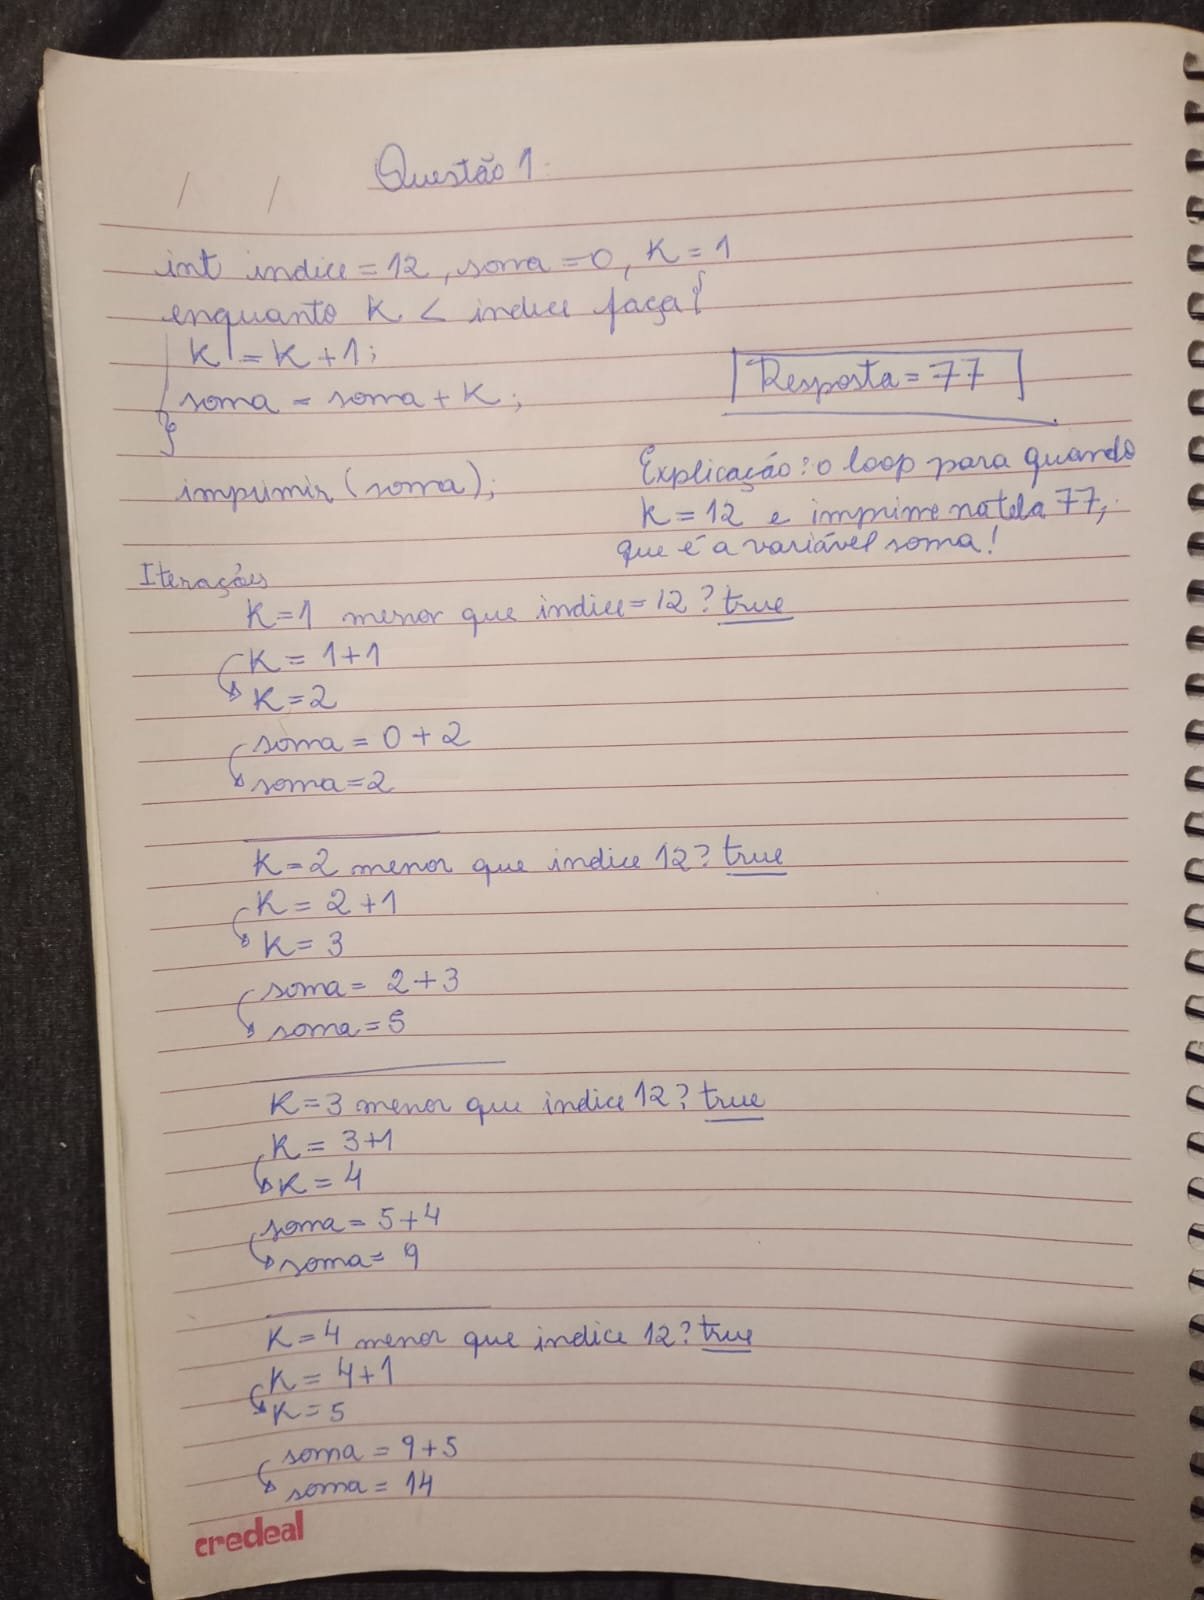 / /
Questão 1.
int indice = 12, soma = 0, K = 1
enquanto K < indice faça{
K = K + 1;
soma = soma + K;
}
imprimir (soma);
Resposta = 77
Explicação: o loop para quando
K = 12 e imprime na tela 77,
que é a variável soma!
Iterações
K=1 menor que indice = 12 ? true
K = 1+1
K = 2
soma = 0 + 2
soma = 2
K=2 menor que indice 12? true
K = 2+1
K = 3
soma = 2+3
soma = 5
K=3 menor que indice 12? true
K = 3+1
K = 4
soma = 5+4
soma = 9
K=4 menor que indice 12? true
K = 4+1
K = 5
soma = 9+5
soma = 14
credeal